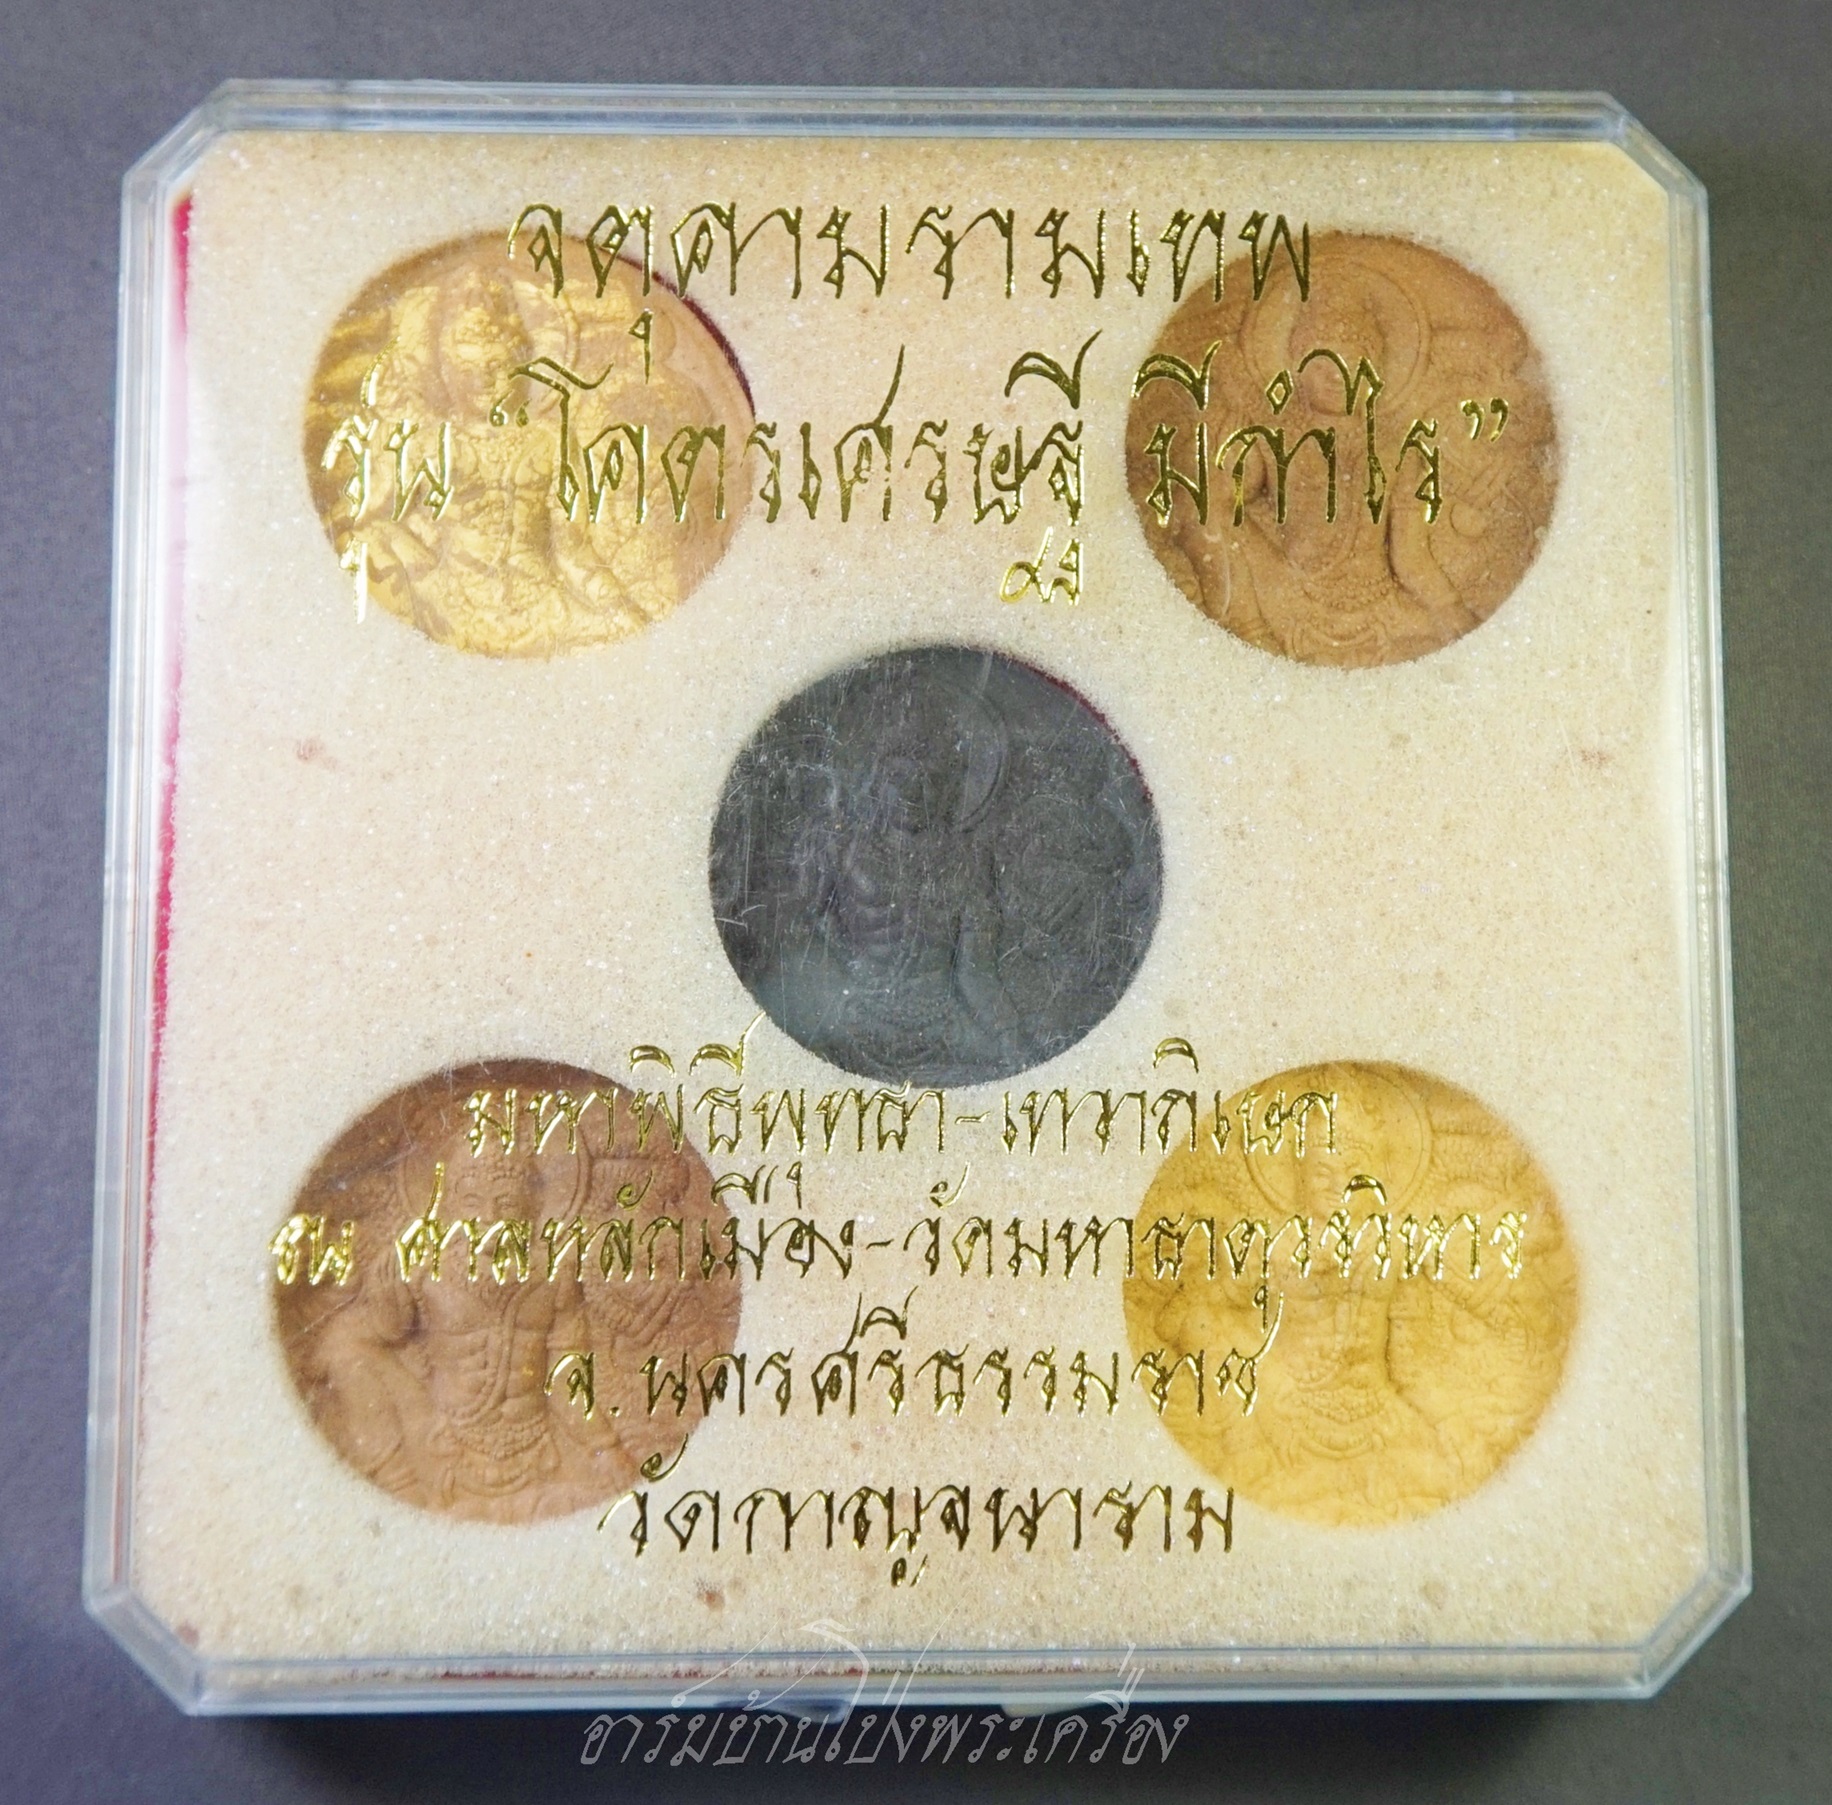 จตุคามรามเทพ
รุ่น “โคตรเศรษฐี มีกำไร”
มหาพิธีพุทธา-เทวาภิเษก
ณ ศาลหลักเมือง-วัดมหาธาตุวรวิหาร
จ.นครศรีธรรมราช
วัดกาญจนาราม
อาร์มบ้านโป่งพระเครื่อง